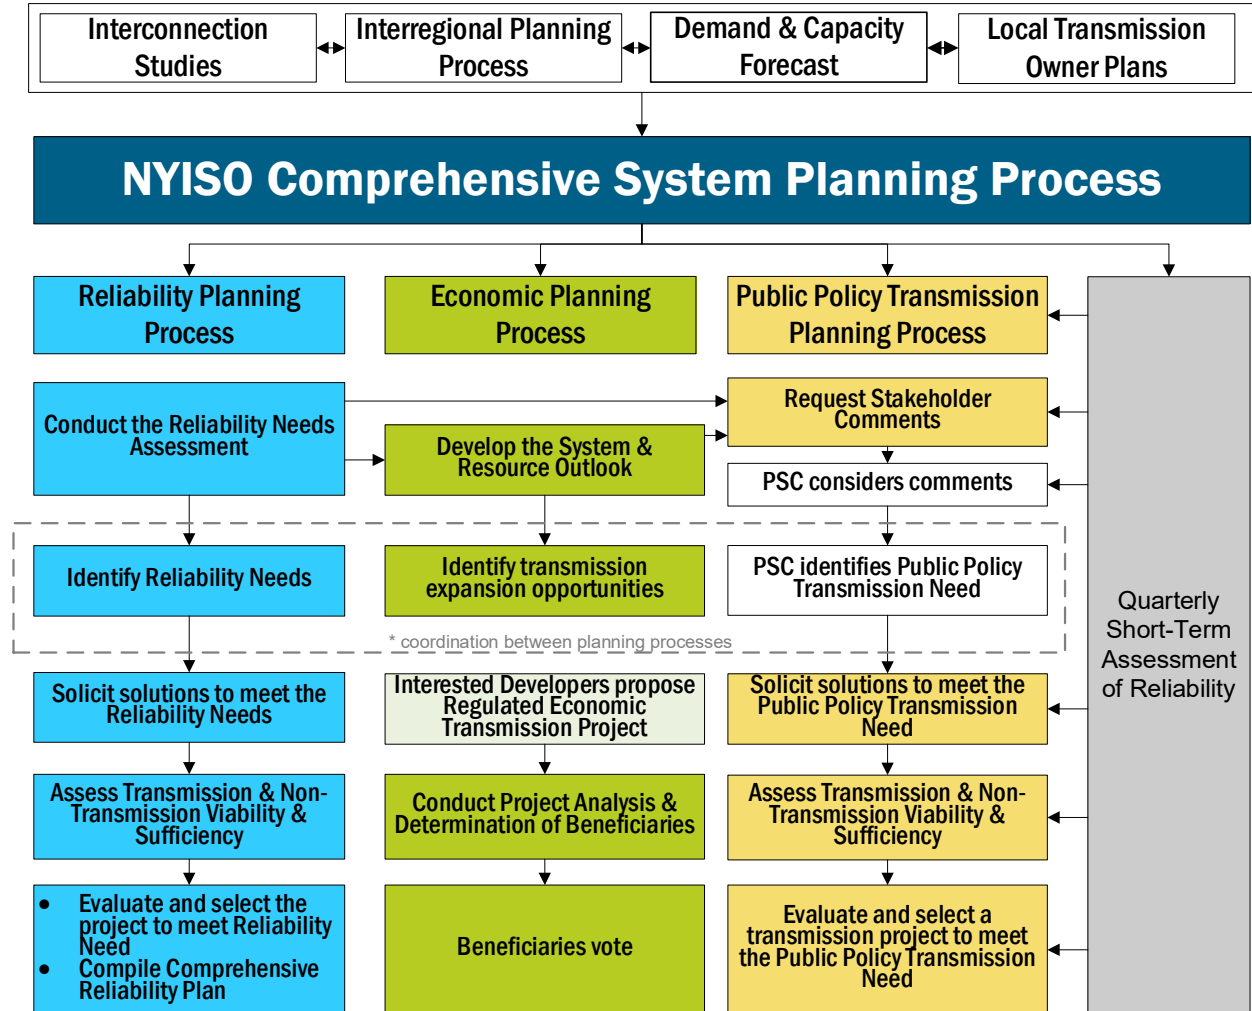 Interconnection
Studies
Interregional Planning
Process
Demand & Capacity
Forecast
Local Transmission
Owner Plans
NYISO Comprehensive System Planning Process
Reliability Planning
Process
Economic Planning
Process
Public Policy Transmission
Planning Process
Conduct the Reliability Needs
Assessment
Develop the System &
Resource Outlook
Request Stakeholder
Comments
PSC considers comments
Identify Reliability Needs
Identify transmission
expansion opportunities
PSC identifies Public Policy
Transmission Need
* coordination between planning processes
Solicit solutions to meet the
Reliability Needs
Interested Developers propose
Regulated Economic
Transmission Project
Solicit solutions to meet the
Public Policy Transmission
Need
Assess Transmission & Non-
Transmission Viability &
Sufficiency
Conduct Project Analysis &
Determination of Beneficiaries
Assess Transmission & Non-
Transmission Viability &
Sufficiency
• Evaluate and select the
project to meet Reliability
Need
• Compile Comprehensive
Reliability Plan
Beneficiaries vote
Evaluate and select a
transmission project to meet
the Public Policy Transmission
Need
Quarterly
Short-Term
Assessment
of Reliability